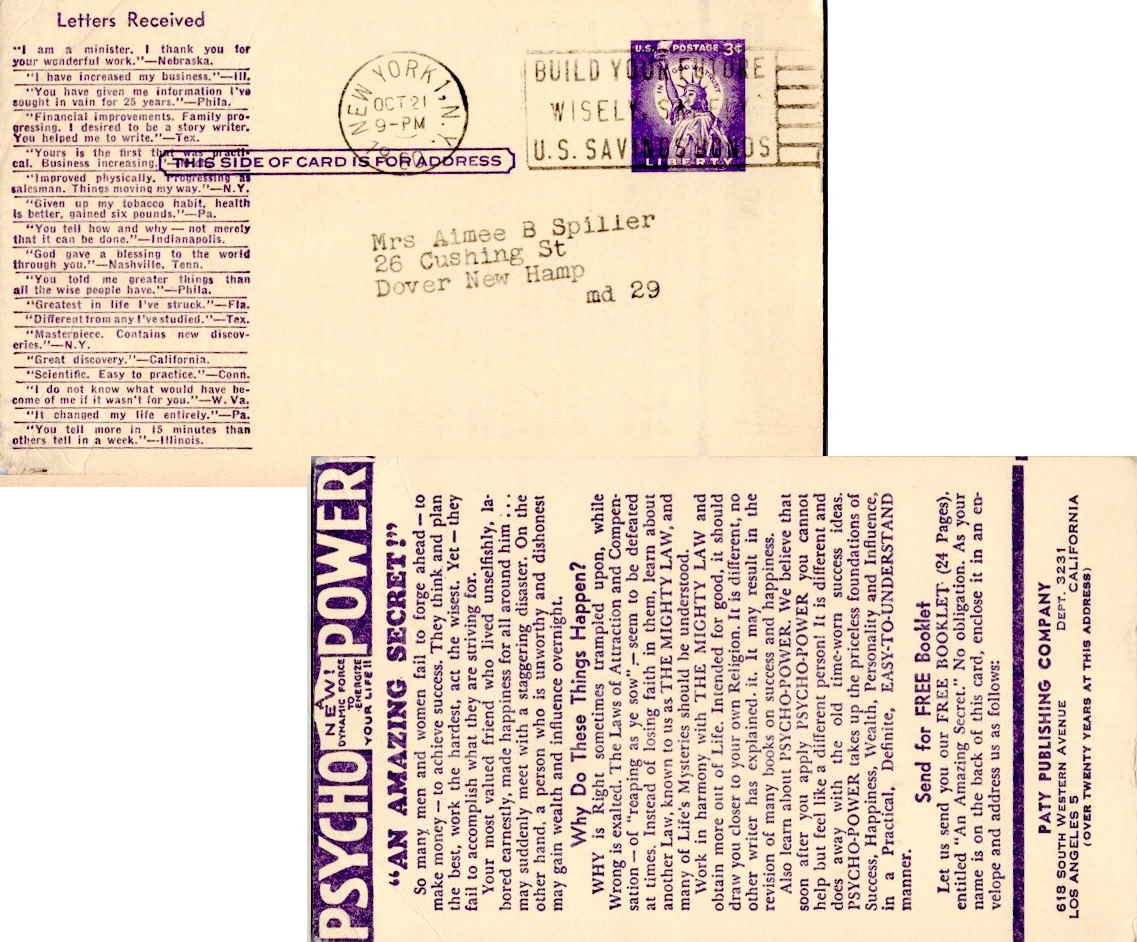 Letters Received
"I am a minister. I thank you for
your wonderful work."—Nebraska.
"I have increased my business."—Ill.
"You have given me information I've
sought in vain for 25 years."—Phila.
"Financial improvements. Family pro-
gressing. I desired to be a story writer.
You helped me to write."—Tex.
"Yours is the first that was practi-
cal. Business increasing."
"Improved physically. Progressing as
salesman. Things moving my way."—N.Y.
"Given up my tobacco habit, health
is better, gained six pounds."—Pa.
"You tell how and why — not merely
that it can be done."—Indianapolis.
"God gave a blessing to the world
through you."—Nashville, Tenn.
"You told me greater things than
all the wise people have."—Phila.
"Greatest in life I've struck."—Fla.
"Different from any I've studied."—Tex.
"Masterpiece. Contains new discov-
eries."—N.Y.
"Great discovery."—California.
"Scientific. Easy to practice."—Conn.
"I do not know what would have be-
come of me if it wasn't for you."—W. Va.
"It changed my life entirely."—Pa.
"You tell more in 15 minutes than
others tell in a week."—Illinois.
THIS SIDE OF CARD IS FOR ADDRESS
NEW YORK 1, N.Y.
OCT 21
9-PM
BUILD YOUR FUTURE
WISELY SAFELY
U.S. SAVINGS BONDS
U.S. POSTAGE 3¢
IN GOD WE TRUST
LIBERTY
Mrs Aimee B Spiller
26 Cushing St
Dover New Hamp
md 29
PSYCHO POWER
A
NEW!
DYNAMIC FORCE
TO
ENERGIZE
YOUR LIFE!!
"AN AMAZING SECRET!"
So many men and women fail to forge ahead — to
make money — to achieve success. They think and plan
the best, work the hardest, act the wisest. Yet — they
fail to accomplish what they are striving for.
Your most valued friend who lived unselfishly, la-
bored earnestly, made happiness for all around him . . .
may suddenly meet with a staggering disaster. On the
other hand, a person who is unworthy and dishonest
may gain wealth and influence overnight.
Why Do These Things Happen?
WHY is Right sometimes trampled upon, while
Wrong is exalted. The Laws of Attraction and Compen-
sation — of "reaping as ye sow", — seem to be defeated
at times. Instead of losing faith in them, learn about
another Law, known to us as THE MIGHTY LAW, and
many of Life's Mysteries should be understood.
Work in harmony with THE MIGHTY LAW and
obtain more out of Life. Intended for good, it should
draw you closer to your own Religion. It is different, no
other writer has explained it. It may result in the
revision of many books on success and happiness.
Also learn about PSYCHO-POWER. We believe that
soon after you apply PSYCHO-POWER you cannot
help but feel like a different person! It is different and
does away with the old time-worn success ideas.
PSYCHO-POWER takes up the priceless foundations of
Success, Happiness, Wealth, Personality and Influence,
in a Practical, Definite, EASY-TO-UNDERSTAND
manner.
Send for FREE Booklet
Let us send you our FREE BOOKLET (24 Pages),
entitled "An Amazing Secret." No obligation. As your
name is on the back of this card, enclose it in an en-
velope and address us as follows:
PATY PUBLISHING COMPANY
618 SOUTH WESTERN AVENUE DEPT. 3231
LOS ANGELES 5 CALIFORNIA
(OVER TWENTY YEARS AT THIS ADDRESS)